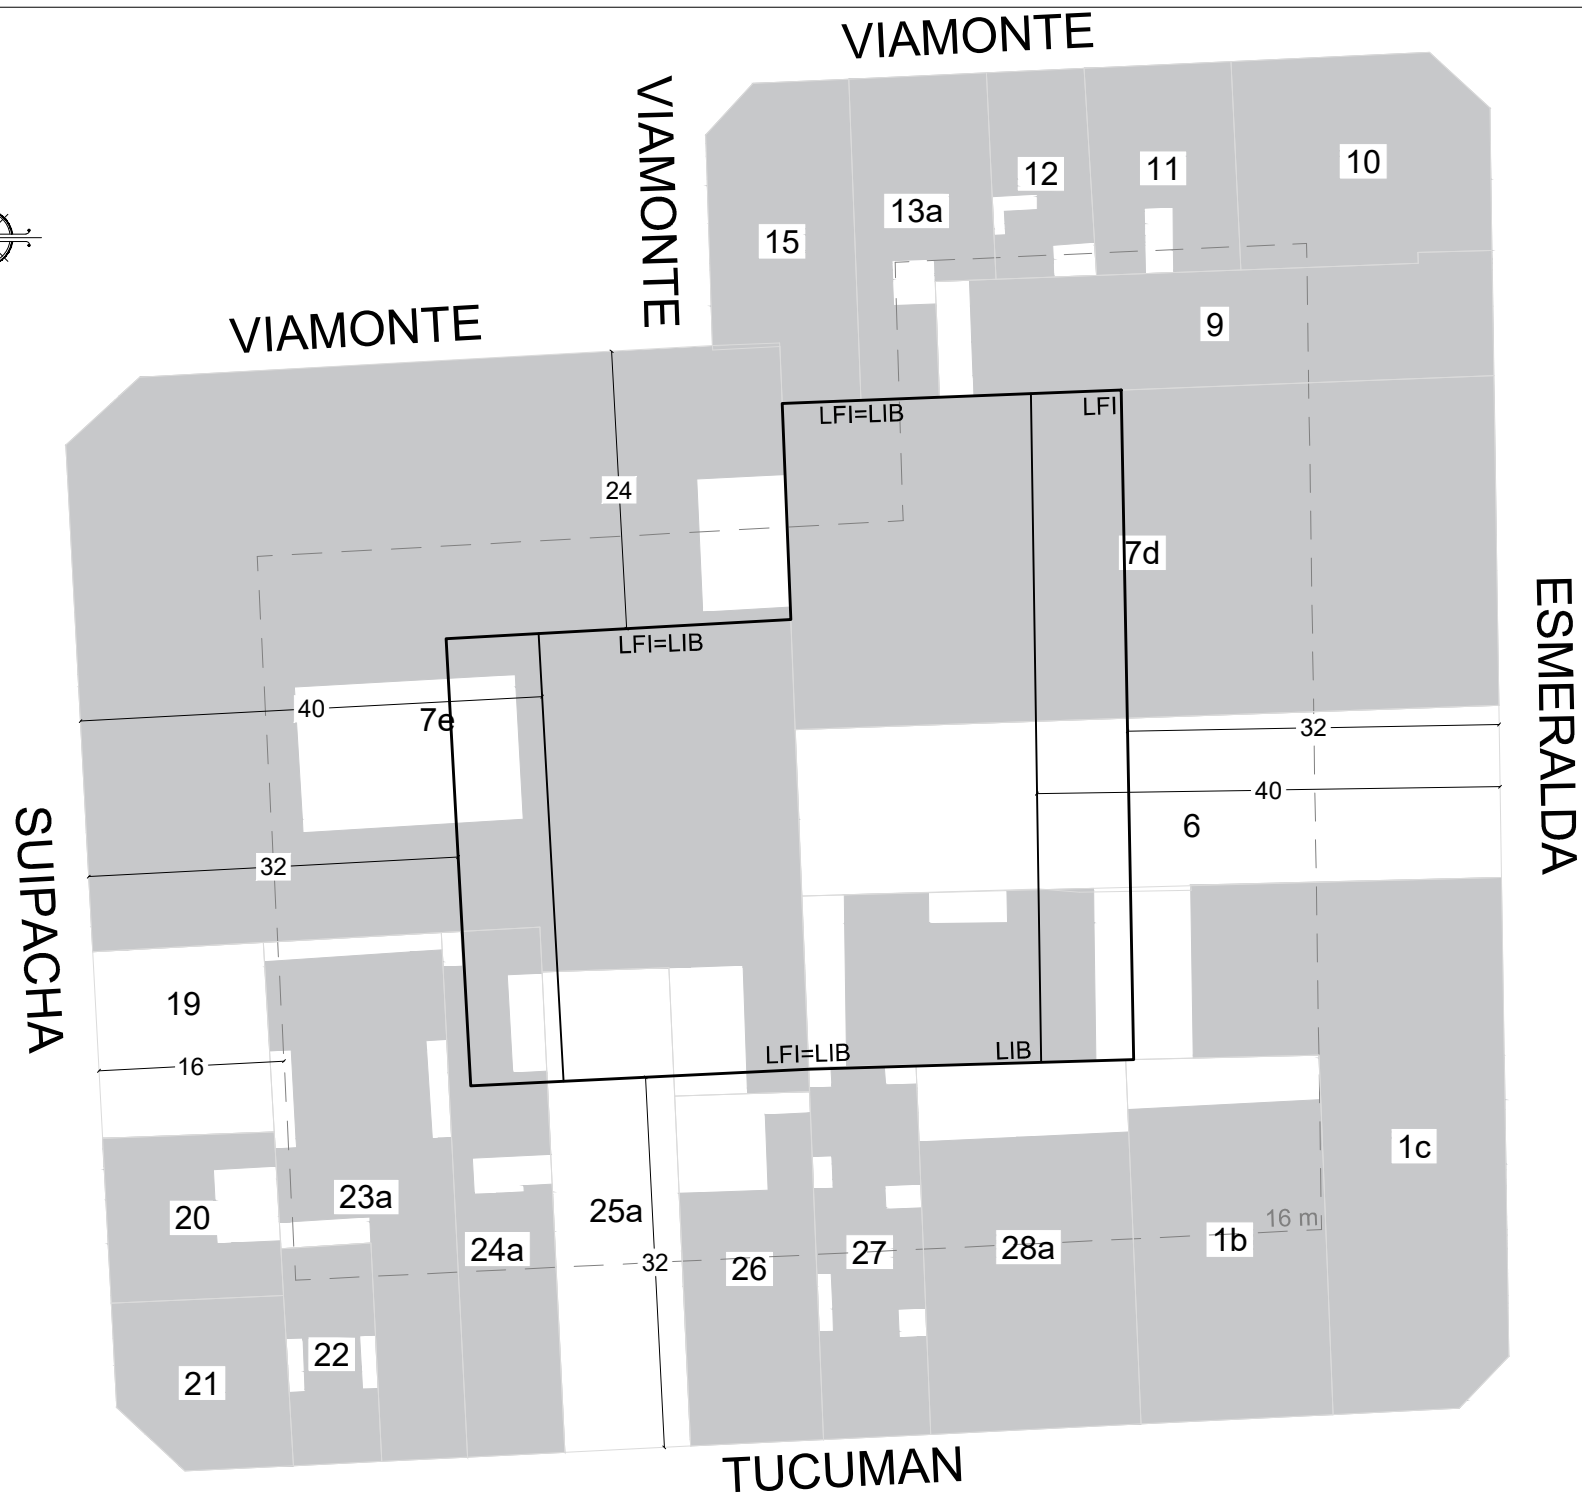 VIAMONTE
VIAMONTE
10
11
12
13a
15
9
VIAMONTE
LFI=LIB
LFI
24
7d
LFI=LIB
ESMERALDA
40
7e
32
40
6
SUIPACHA
32
19
16
LFI=LIB
LIB
1c
20
23a
25a
16 m
24a
32
26
27
28a
1b
22
21
TUCUMAN